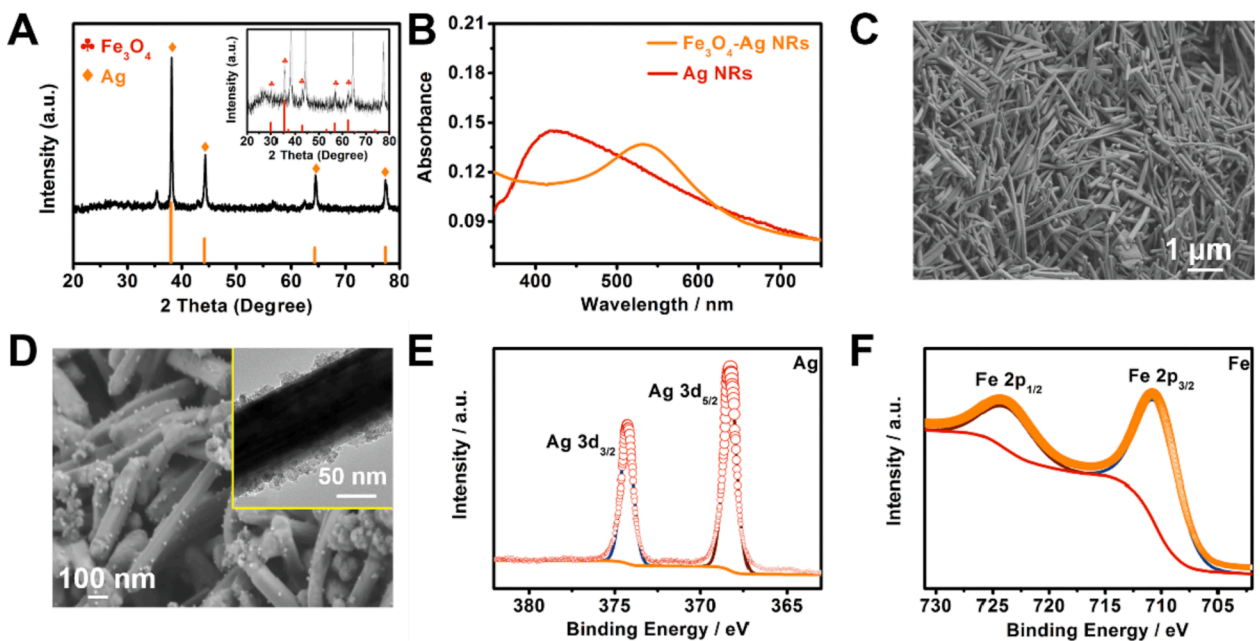 A
♣ Fe3O4
♦ Ag
Intensity (a.u.)
20 30 40 50 60 70 80
2 Theta (Degree)
Intensity (a.u.)
20 30 40 50 60 70 80
2 Theta (Degree)
B
Fe3O4-Ag NRs
Ag NRs
Absorbance
0.21
0.18
0.15
0.12
0.09
400 500 600 700
Wavelength / nm
C
1 μm
D
100 nm
50 nm
E
Ag
Ag 3d5/2
Ag 3d3/2
Intensity / a.u.
380 375 370 365
Binding Energy / eV
F
Fe
Fe 2p1/2
Fe 2p3/2
Intensity / a.u.
730 725 720 715 710 705
Binding Energy / eV